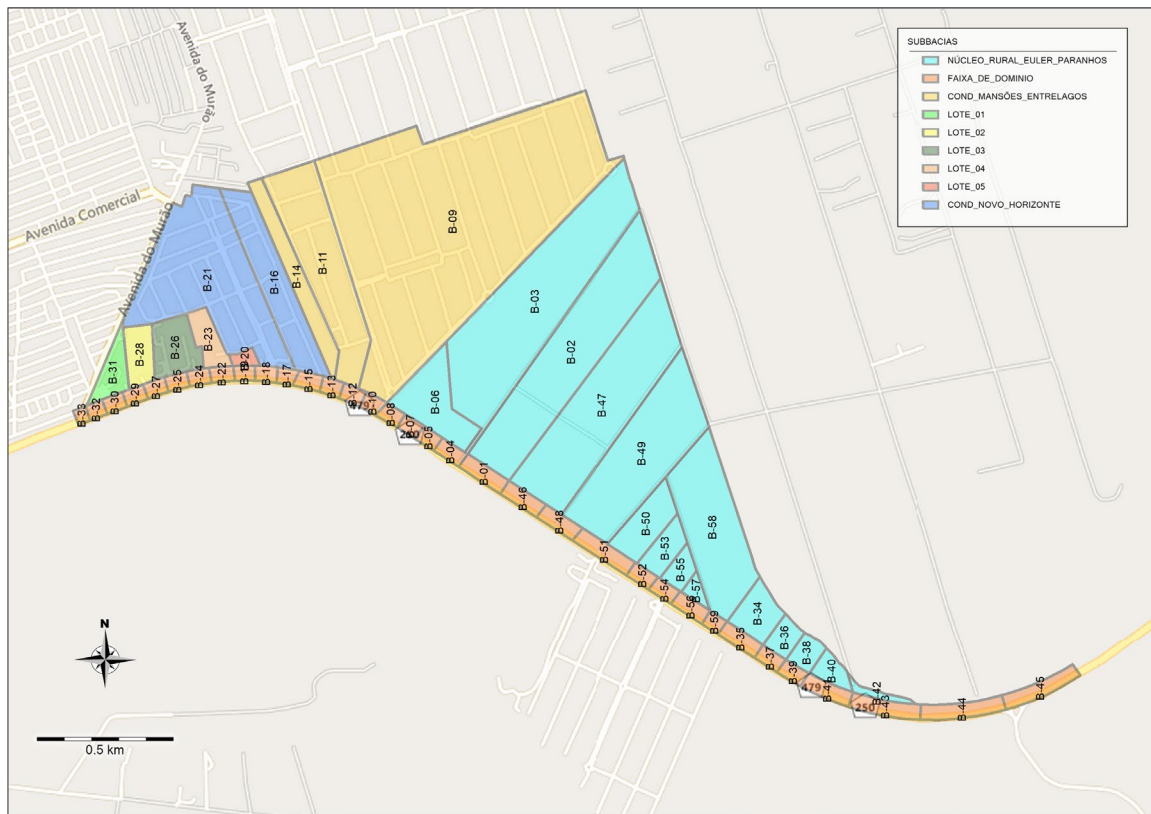 SUBBACIAS
NÚCLEO_RURAL_EULER_PARANHOS
FAIXA_DE_DOMINIO
COND_MANSÕES_ENTRELAGOS
LOTE_01
LOTE_02
LOTE_03
LOTE_04
LOTE_05
COND_NOVO_HORIZONTE
Avenida do Murão
Avenida Comercial
Avenida do Murão
B-09
B-11
B-14
B-16
B-21
B-03
B-02
B-47
B-49
B-06
B-58
B-31
B-28
B-26
B-23
B-20
B-33
B-32
B-30
B-29
B-27
B-25
B-24
B-22
B-19
B-18
B-17
B-15
B-13
B-12
B-10
B-08
B-07
B-05
B-04
B-01
B-46
B-48
B-51
B-50
B-53
B-55
B-57
B-52
B-54
B-56
B-59
B-35
B-34
B-36
B-38
B-40
B-37
B-39
B-41
B-42
B-43
B-44
B-45
479
250
N
0.5 km